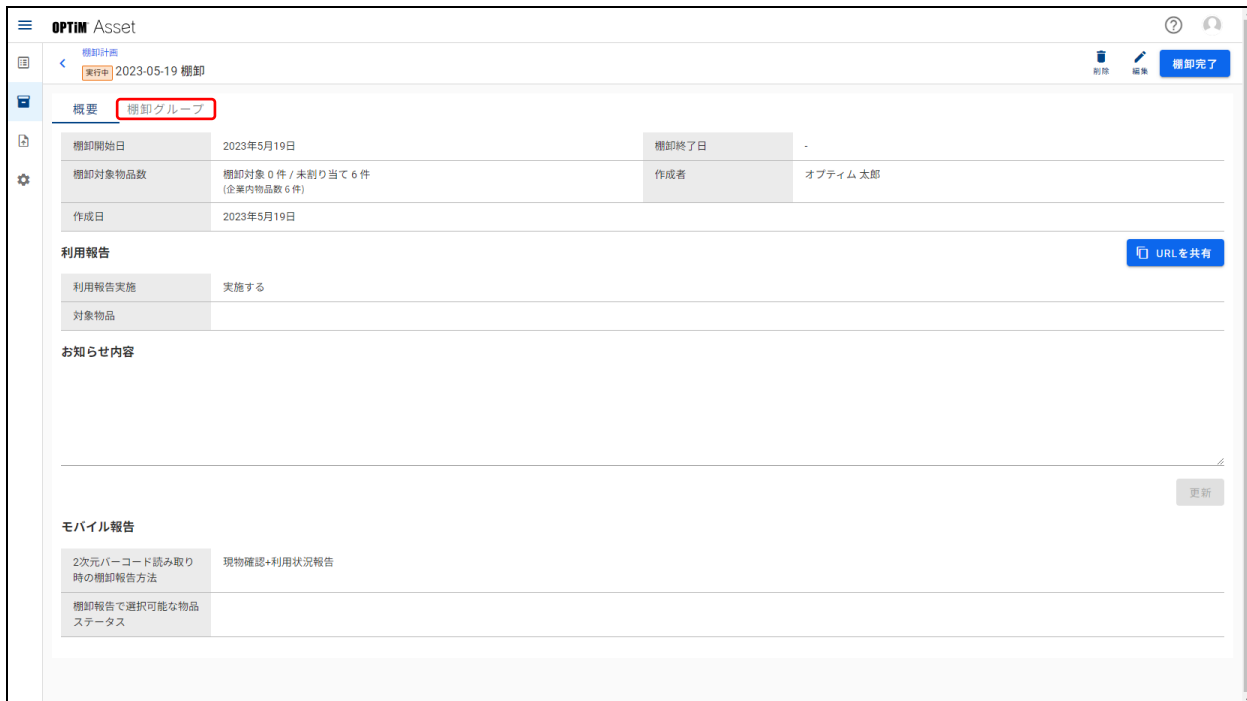 OPTiM Asset
棚卸計画
実行中 2023-05-19 棚卸
削除
編集
棚卸完了
概要
棚卸グループ
棚卸開始日
2023年5月19日
棚卸終了日
-
棚卸対象物品数
棚卸対象 0 件 / 未割り当て 6 件
(企業内物品数 6 件)
作成者
オプティム 太郎
作成日
2023年5月19日
利用報告
URLを共有
利用報告実施
実施する
対象物品
お知らせ内容
更新
モバイル報告
2次元バーコード読み取り
時の棚卸報告方法
現物確認+利用状況報告
棚卸報告で選択可能な物品
ステータス